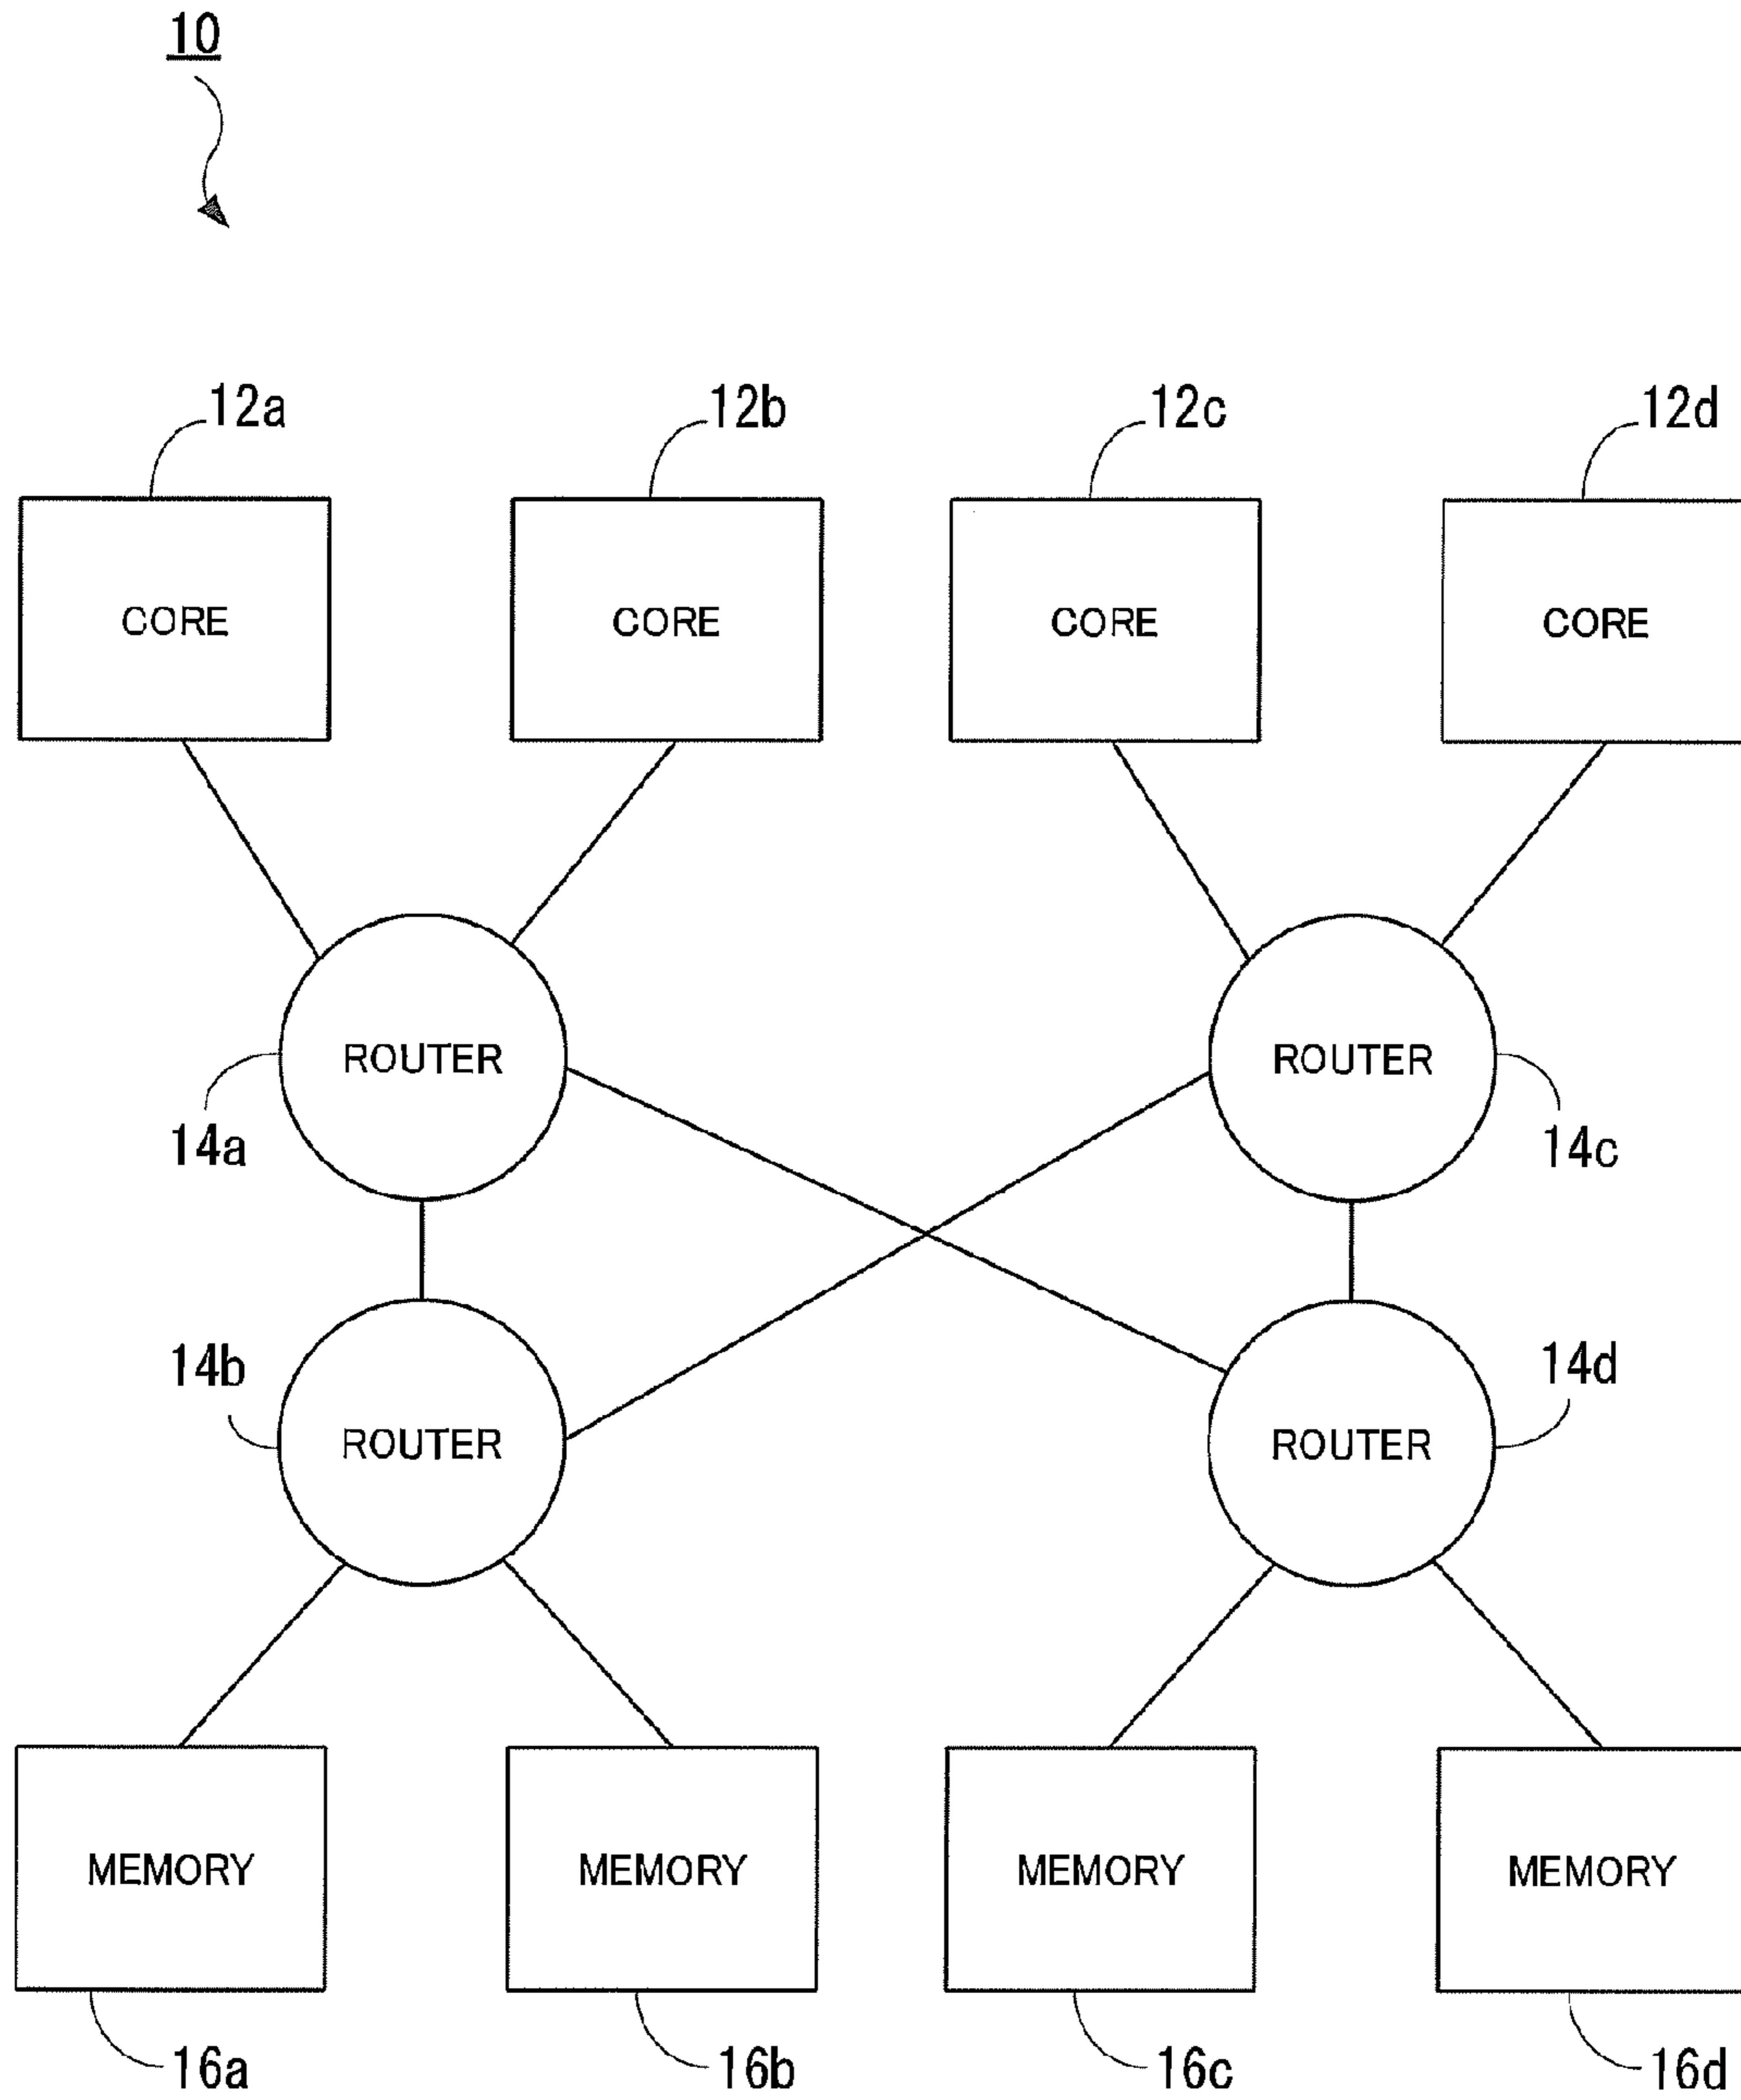 10
12a 12b 12c 12d
CORE CORE CORE CORE
ROUTER ROUTER
14a 14c
14b 14d
ROUTER ROUTER
MEMORY MEMORY MEMORY MEMORY
16a 16b 16c 16d